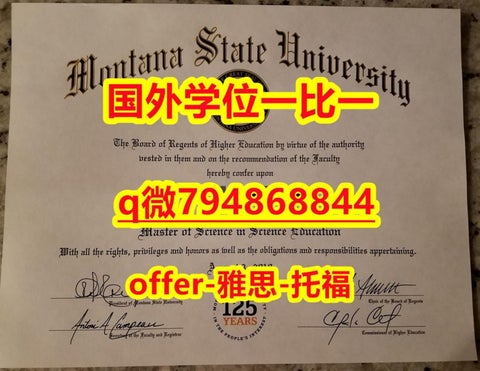 Montana State University
国外学位一比一
The Board of Regents of Higher Education by virtue of the authority
vested in them and on the recommendation of the Faculty
hereby confer upon
q微794868844
Master of Science in Science Education
With all the rights, privileges and honors as well as the obligations and responsibilities appertaining.
offer-雅思-托福
President of Montana State University
Chair of the Board of Regents
125
YEARS
Secretary of the Faculty and Registrar
Commissioner of Higher Education